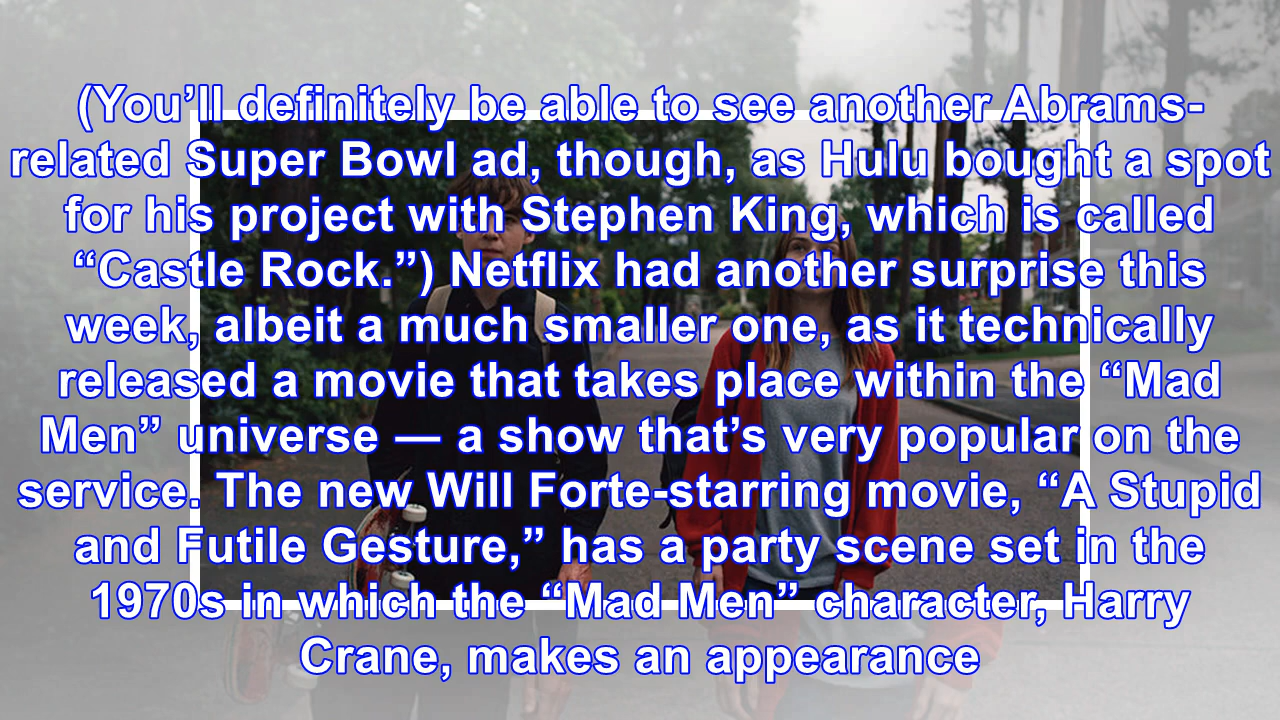 (You’ll definitely be able to see another Abrams-
related Super Bowl ad, though, as Hulu bought a spot
for his project with Stephen King, which is called
“Castle Rock.”) Netflix had another surprise this
week, albeit a much smaller one, as it technically
released a movie that takes place within the “Mad
Men” universe — a show that’s very popular on the
service. The new Will Forte-starring movie, “A Stupid
and Futile Gesture,” has a party scene set in the
1970s in which the “Mad Men” character, Harry
Crane, makes an appearance